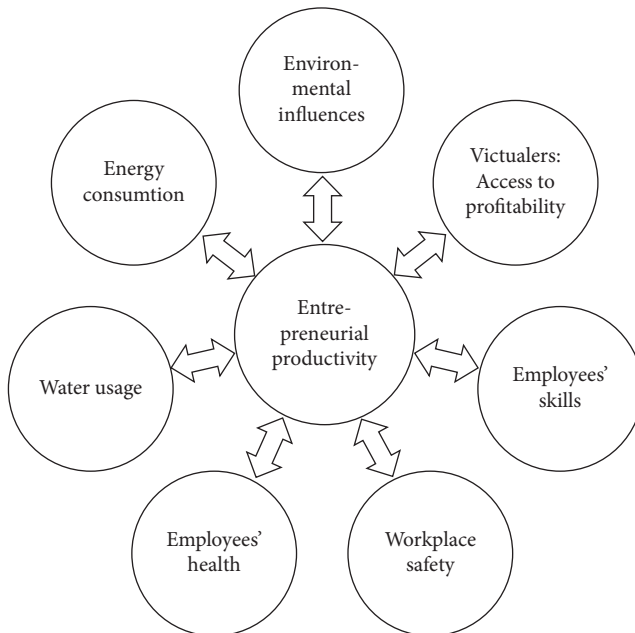 Environ-
mental
influences
Energy
consumtion
Victualers:
Access to
profitability
Entre-
preneurial
productivity
Water usage
Employees'
skills
Employees'
health
Workplace
safety